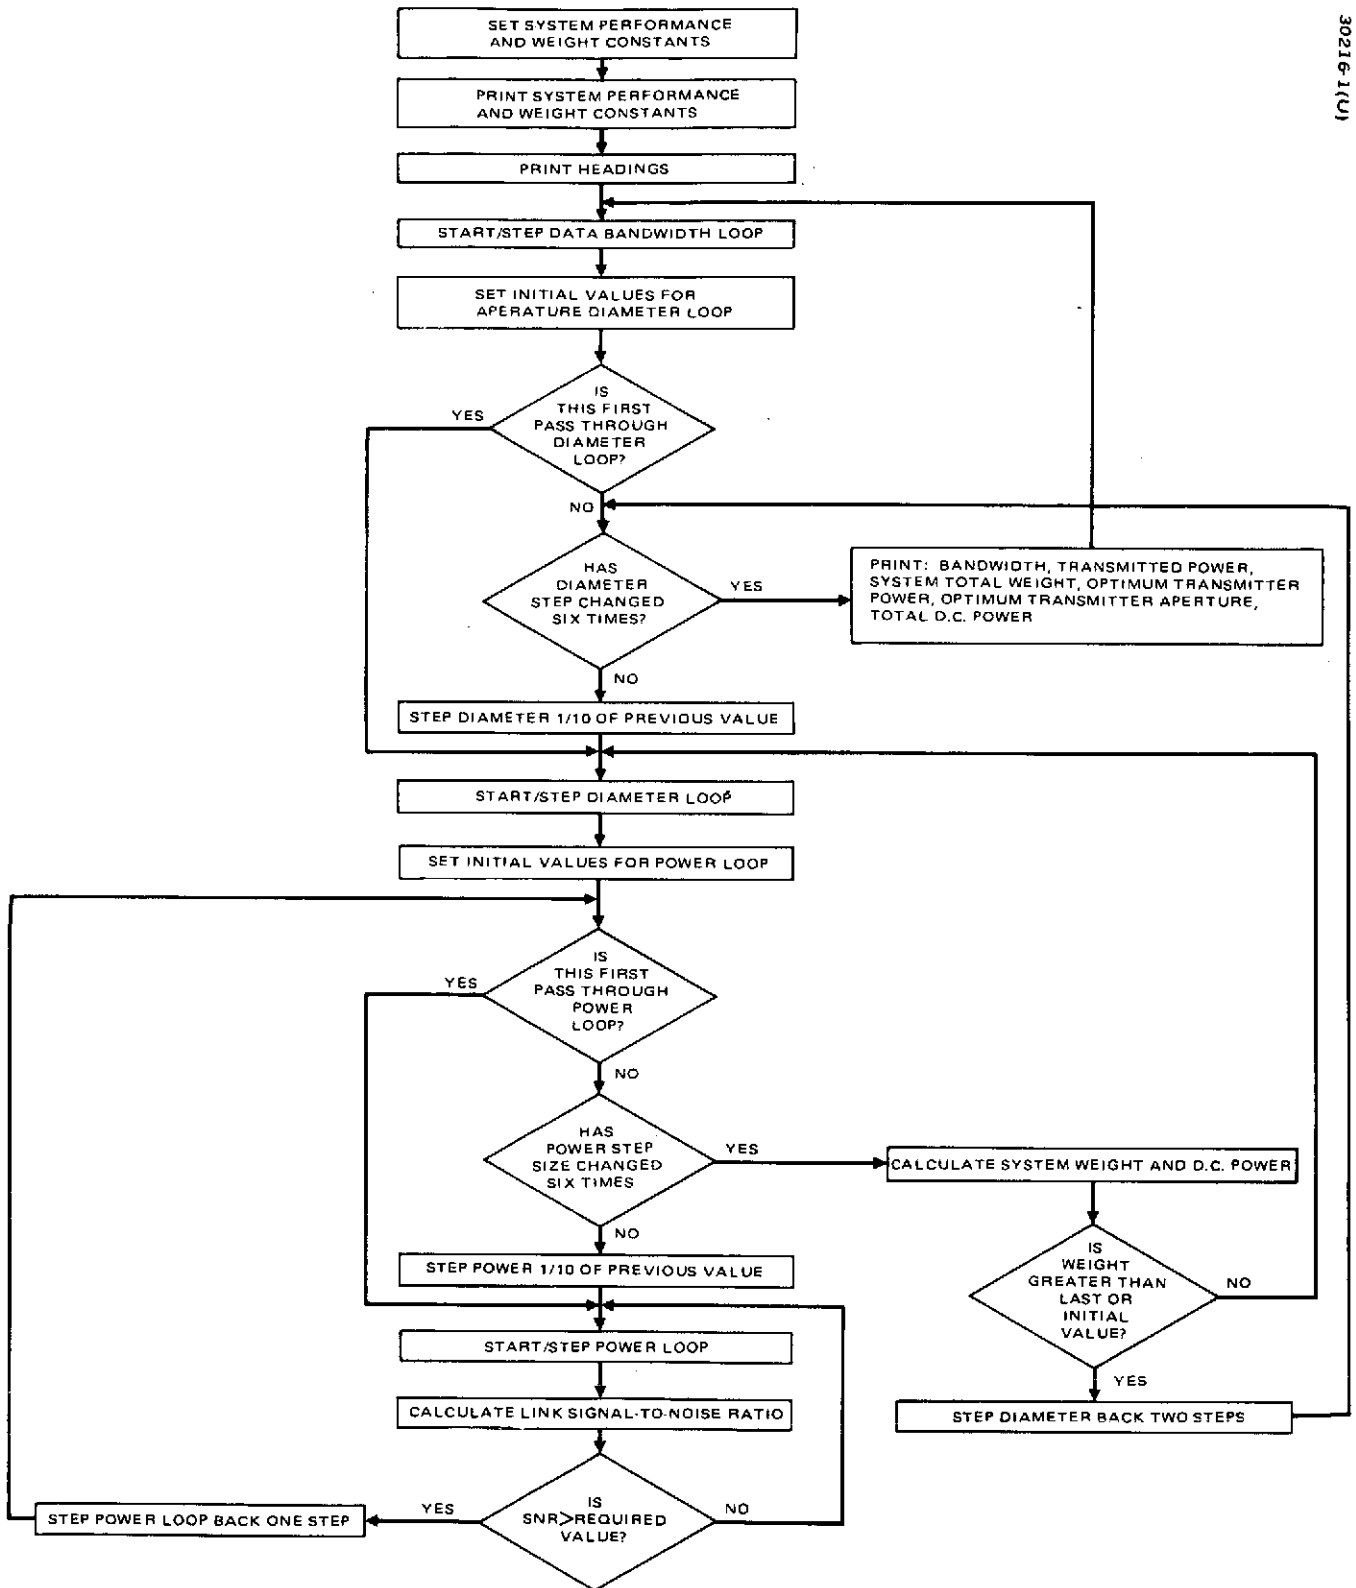 30216-1(U)
SET SYSTEM PERFORMANCE
AND WEIGHT CONSTANTS
PRINT SYSTEM PERFORMANCE
AND WEIGHT CONSTANTS
PRINT HEADINGS
START/STEP DATA BANDWIDTH LOOP
SET INITIAL VALUES FOR
APERATURE DIAMETER LOOP
IS
THIS FIRST
PASS THROUGH
DIAMETER
LOOP?
YES
NO
HAS
DIAMETER
STEP CHANGED
SIX TIMES?
YES
PRINT: BANDWIDTH, TRANSMITTED POWER,
SYSTEM TOTAL WEIGHT, OPTIMUM TRANSMITTER
POWER, OPTIMUM TRANSMITTER APERTURE,
TOTAL D.C. POWER
NO
STEP DIAMETER 1/10 OF PREVIOUS VALUE
START/STEP DIAMETER LOOP
SET INITIAL VALUES FOR POWER LOOP
IS
THIS FIRST
PASS THROUGH
POWER
LOOP?
YES
NO
HAS
POWER STEP
SIZE CHANGED
SIX TIMES
YES
CALCULATE SYSTEM WEIGHT AND D.C. POWER
NO
IS
WEIGHT
GREATER THAN
LAST OR
INITIAL
VALUE?
NO
YES
STEP DIAMETER BACK TWO STEPS
STEP POWER 1/10 OF PREVIOUS VALUE
START/STEP POWER LOOP
CALCULATE LINK SIGNAL-TO-NOISE RATIO
IS
SNR>REQUIRED
VALUE?
YES
NO
STEP POWER LOOP BACK ONE STEP